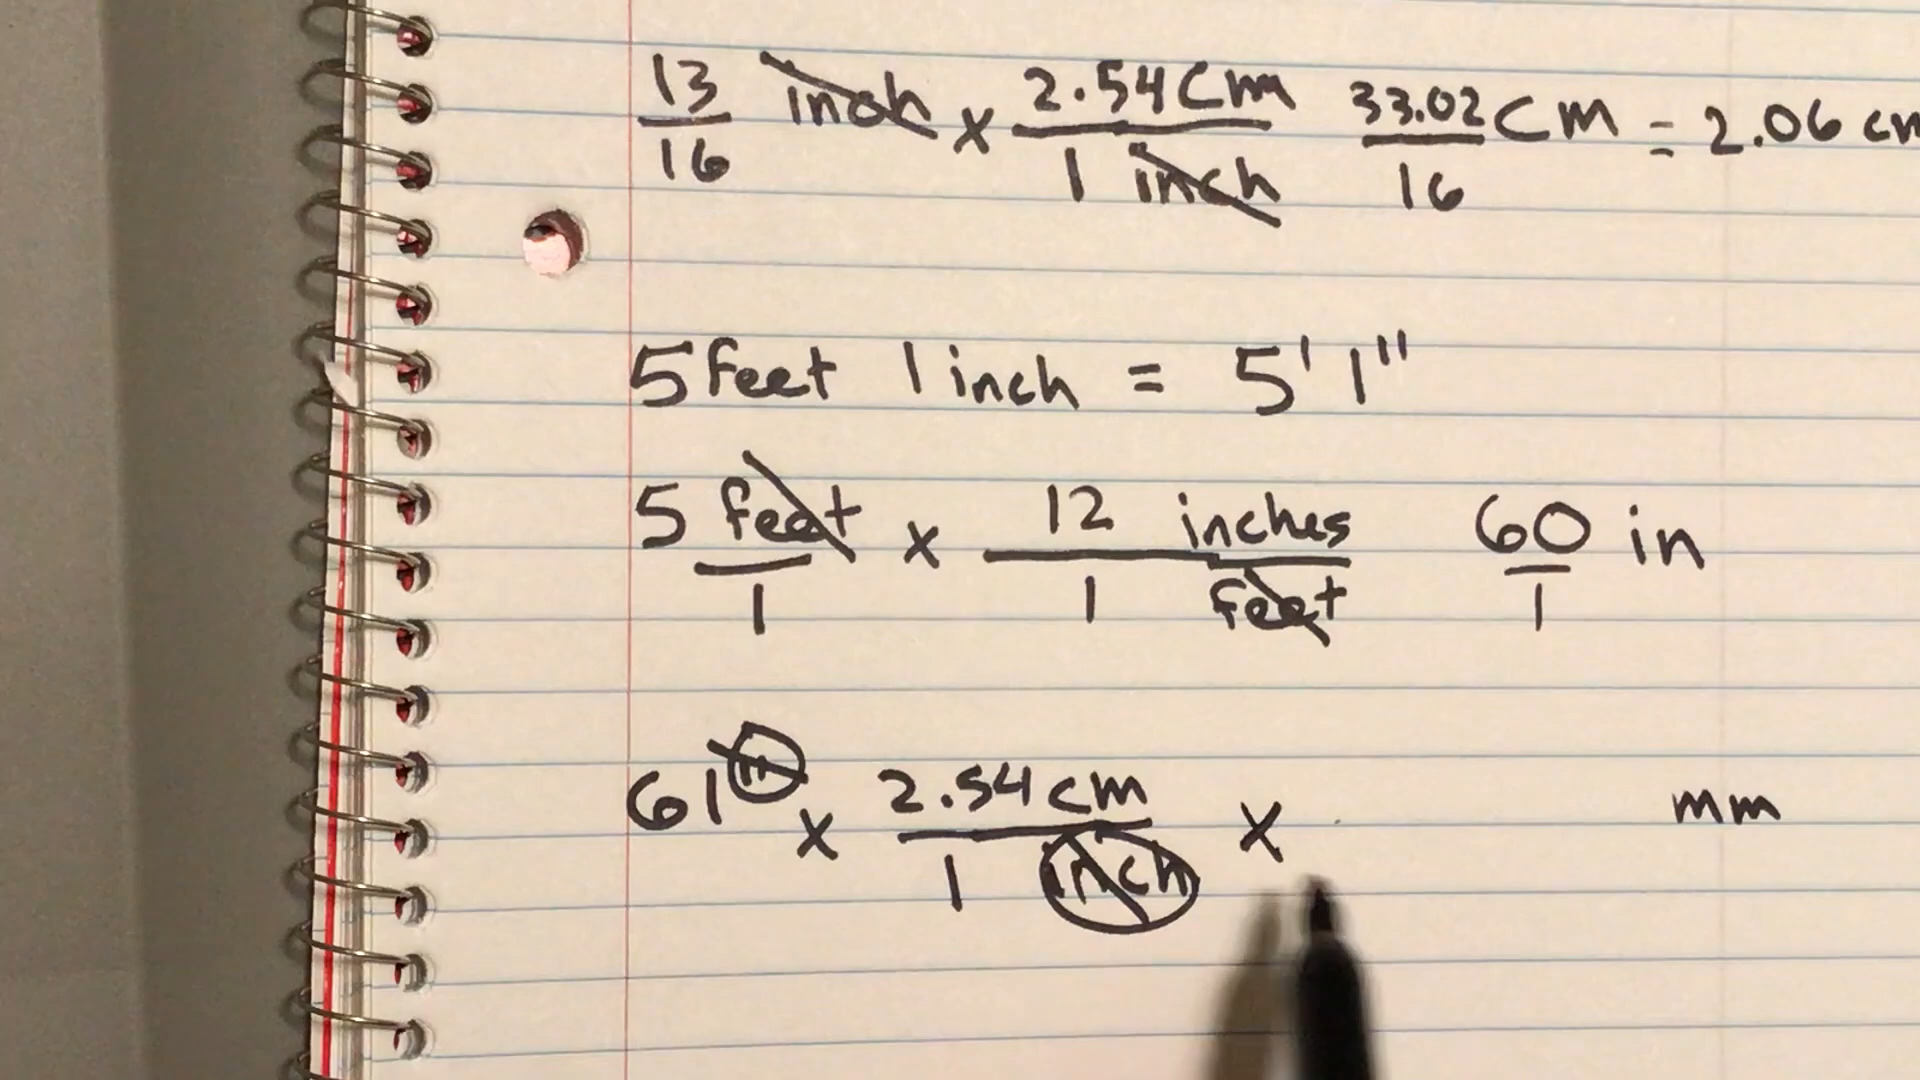 13/16 inch x 2.54 cm/1 inch 33.02/16 cm = 2.06 cm
5 feet 1 inch = 5' 1"
5 feet/1 x 12 inches/1 feet 60/1 in
61 in x 2.54 cm/1 inch x mm